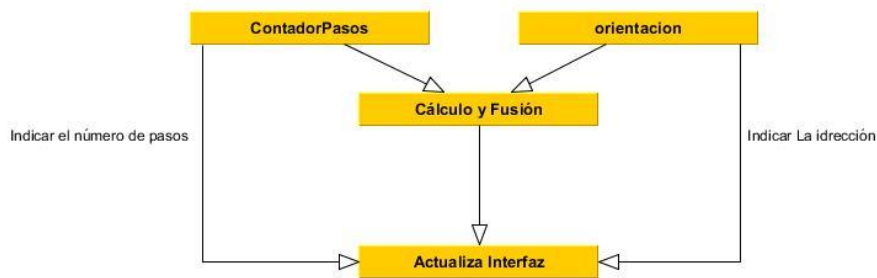 ContadorPasos
orientacion
Cálculo y Fusión
Indicar el número de pasos
Indicar La idrección
Actualiza Interfaz